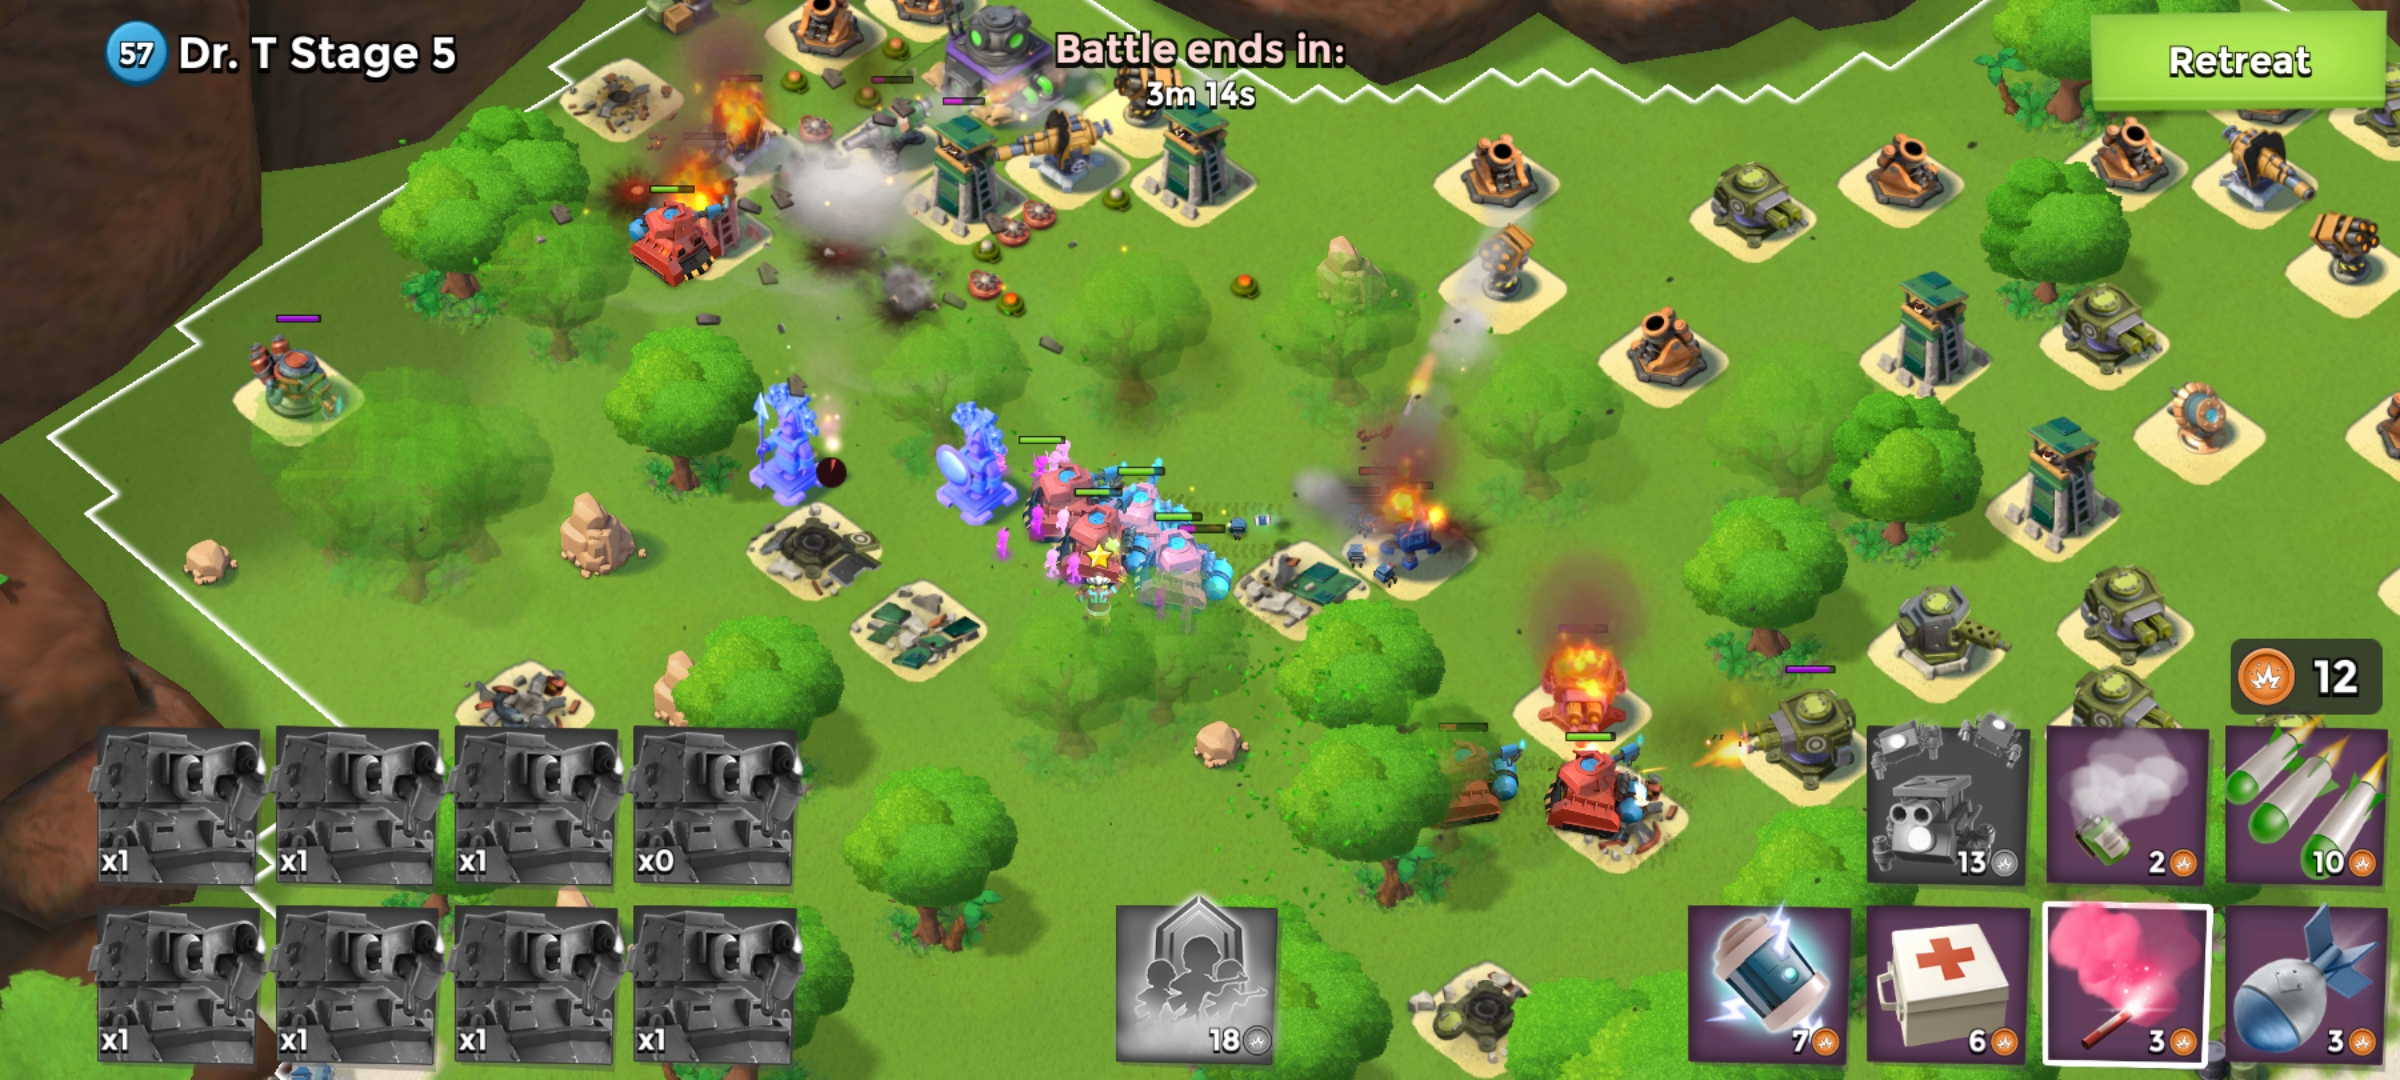 57 Dr. T Stage 5
Battle ends in:
3m 14s
Retreat
12
x1 x1 x1 x0
13 2 10
x1 x1 x1 x1
18
7 6 3 3